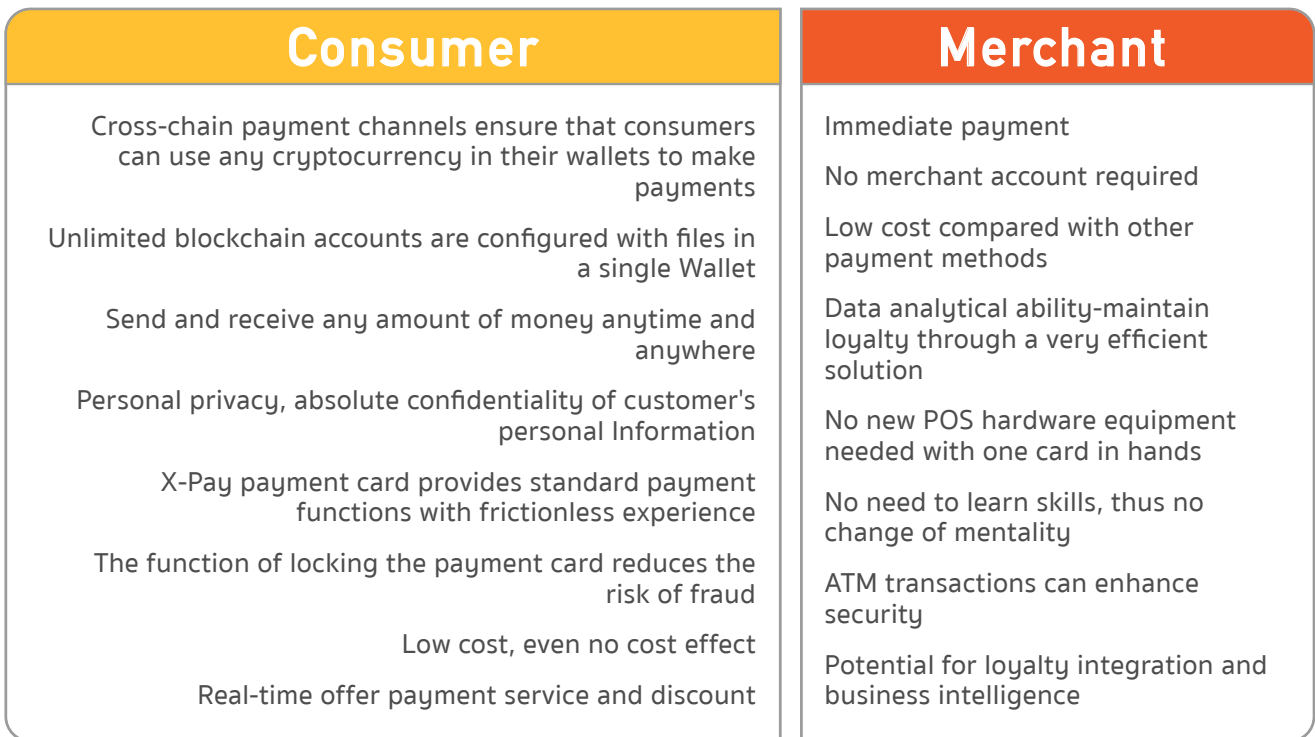 Consumer
Cross-chain payment channels ensure that consumers
can use any cryptocurrency in their wallets to make
payments
Unlimited blockchain accounts are configured with files in
a single Wallet
Send and receive any amount of money anytime and
anywhere
Personal privacy, absolute confidentiality of customer's
personal Information
X-Pay payment card provides standard payment
functions with frictionless experience
The function of locking the payment card reduces the
risk of fraud
Low cost, even no cost effect
Real-time offer payment service and discount
Merchant
Immediate payment
No merchant account required
Low cost compared with other
payment methods
Data analytical ability-maintain
loyalty through a very efficient
solution
No new POS hardware equipment
needed with one card in hands
No need to learn skills, thus no
change of mentality
ATM transactions can enhance
security
Potential for loyalty integration and
business intelligence